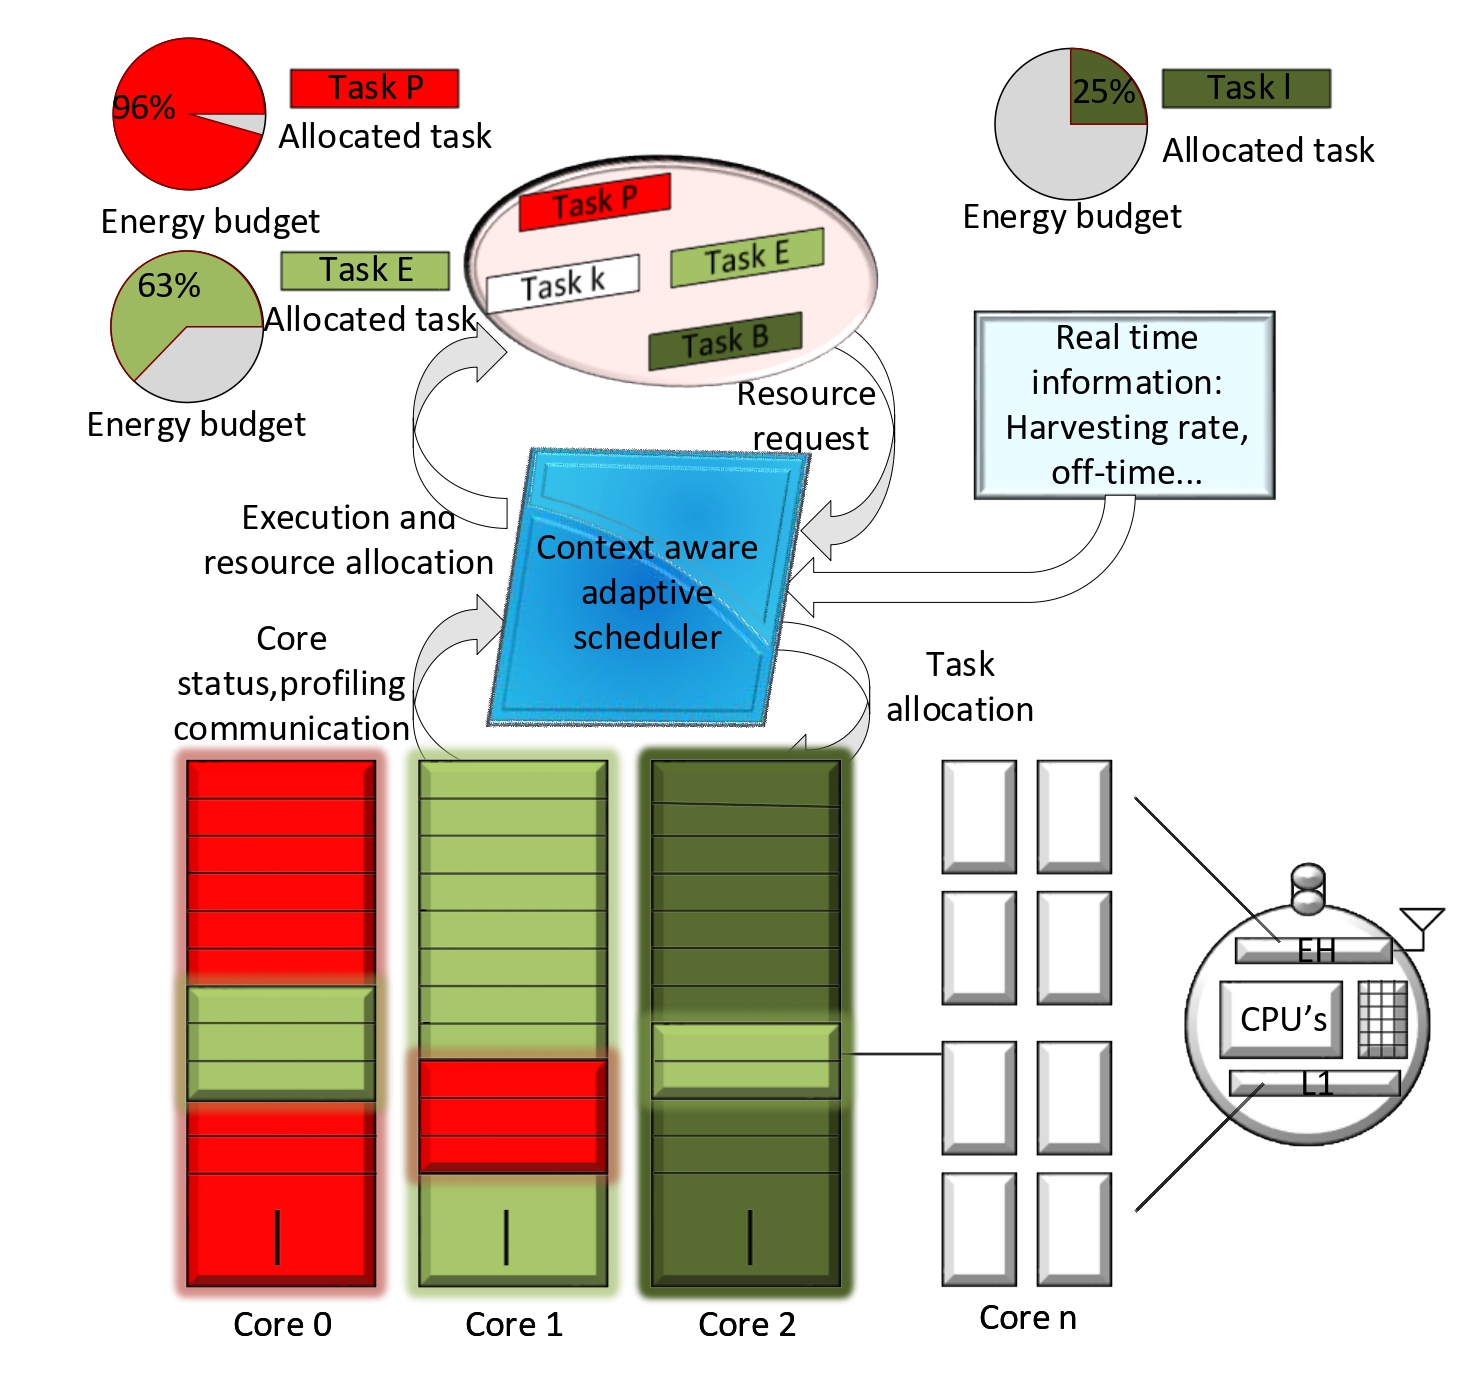 96%
Task P
Allocated task
Energy budget
63%
Task E
Allocated task
Energy budget
25%
Task l
Allocated task
Energy budget
Task P
Task E
Task k
Task B
Resource
request
Real time
information:
Harvesting rate,
off-time...
Execution and
resource allocation
Context aware
adaptive
scheduler
Core
status,profiling
communication
Task
allocation
EH
CPU’s
L1
Core 0
Core 1
Core 2
Core n